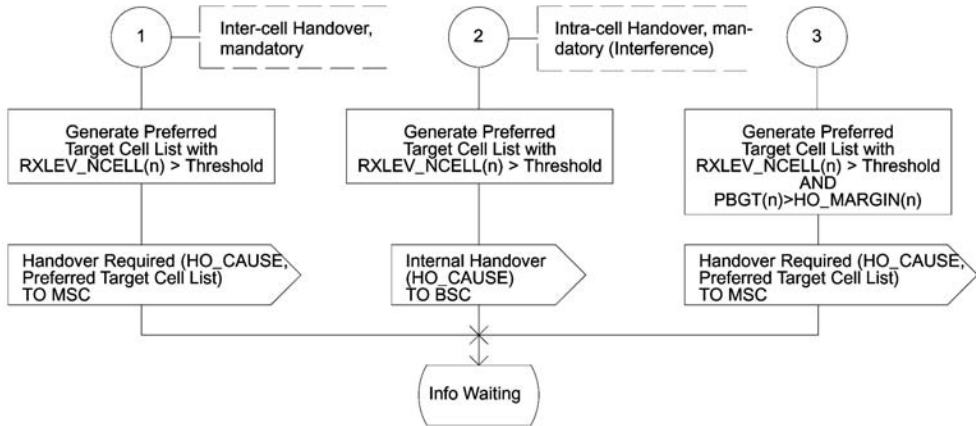 1
Inter-cell Handover,
mandatory
2
Intra-cell Handover, man-
datory (Interference)
3
Generate Preferred
Target Cell List with
RXLEV_NCELL(n) > Threshold
Generate Preferred
Target Cell List with
RXLEV_NCELL(n) > Threshold
Generate Preferred
Target Cell List with
RXLEV_NCELL(n) > Threshold
AND
PBGT(n)>HO_MARGIN(n)
Handover Required (HO_CAUSE,
Preferred Target Cell List)
TO MSC
Internal Handover
(HO_CAUSE)
TO BSC
Handover Required (HO_CAUSE,
Preferred Target Cell List)
TO MSC
Info Waiting